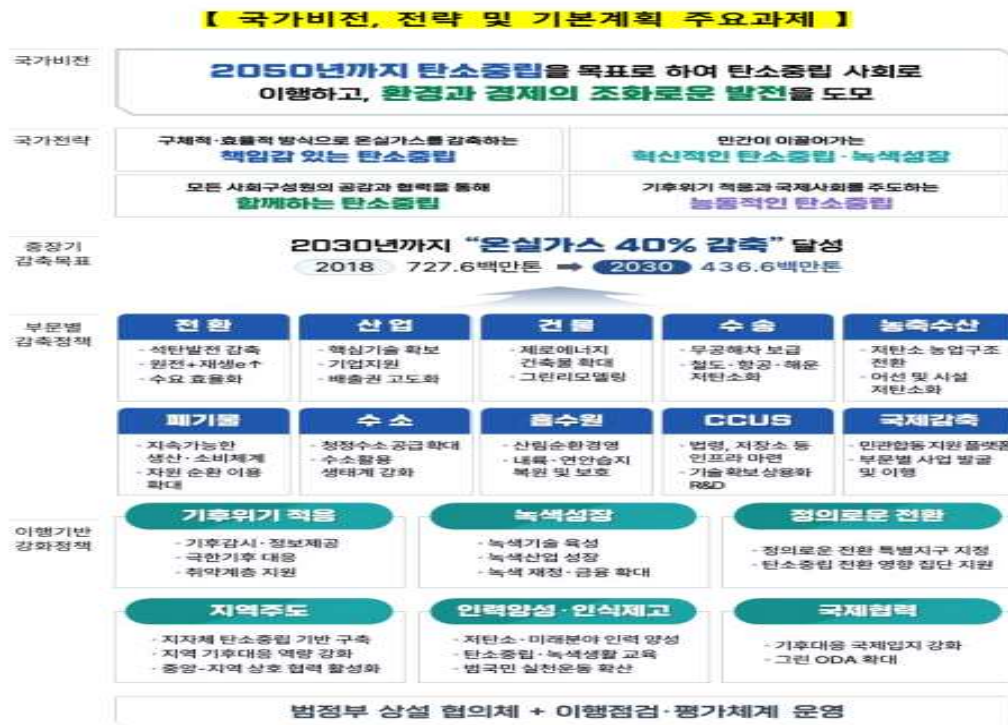 【 국가비전, 전략 및 기본계획 주요과제 】
국가비전
2050년까지 탄소중립을 목표로 하여 탄소중립 사회로
이행하고, 환경과 경제의 조화로운 발전을 도모
국가전략
구체적·효율적 방식으로 온실가스를 감축하는
책임감 있는 탄소중립
민간이 이끌어가는
혁신적인 탄소중립·녹색성장
모든 사회구성원의 공감과 협력을 통해
함께하는 탄소중립
기후위기 적응과 국제사회를 주도하는
능동적인 탄소중립
중장기
감축목표
2030년까지 “온실가스 40% 감축” 달성
2018 727.6백만톤 ➡ 2030 436.6백만톤
부문별
감축정책
전 환
- 석탄발전 감축
- 원전+재생e↑
- 수요 효율화
산 업
- 핵심기술 확보
- 기업지원
- 배출권 고도화
건 물
- 제로에너지
건축물 확대
- 그린리모델링
수 송
- 무공해차 보급
- 철도·항공·해운
저탄소화
농축수산
- 저탄소 농업구조
전환
- 어선 및 시설
저탄소화
폐기물
- 지속가능한
생산·소비체계
- 자원 순환 이용
확대
수 소
- 청정수소 공급 확대
- 수소활용
생태계 강화
흡수원
- 산림순환경영
- 내륙·연안습지
복원 및 보호
CCUS
- 법령, 저장소 등
인프라 마련
- 기술 확보 상용화
R&D
국제감축
- 민관합동 지원 플랫폼
- 부문별 사업 발굴
및 이행
이행기반
강화정책
기후위기 적응
- 기후감시·정보제공
- 극한기후 대응
- 취약계층 지원
녹색성장
- 녹색기술 육성
- 녹색산업 성장
- 녹색 재정·금융 확대
정의로운 전환
- 정의로운 전환 특별지구 지정
- 탄소중립 전환 영향 집단 지원
지역주도
- 지자체 탄소중립 기반 구축
- 지역 기후대응 역량 강화
- 중앙-지역 상호 협력 활성화
인력양성·인식제고
- 저탄소·미래분야 인력 양성
- 탄소중립·녹색생활 교육
- 범국민 실천운동 확산
국제협력
- 기후대응 국제입지 강화
- 그린 ODA 확대
범정부 상설 협의체 + 이행점검·평가체계 운영